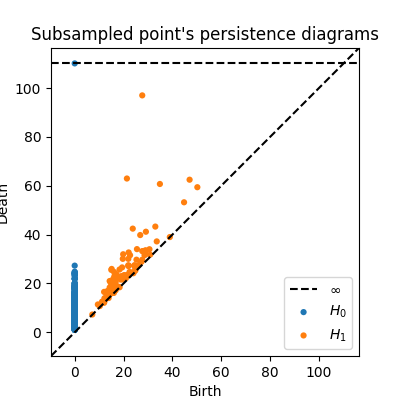 Subsampled point's persistence diagrams
Death
100
80
60
40
20
0
∞
H₀
H₁
0 20 40 60 80 100
Birth